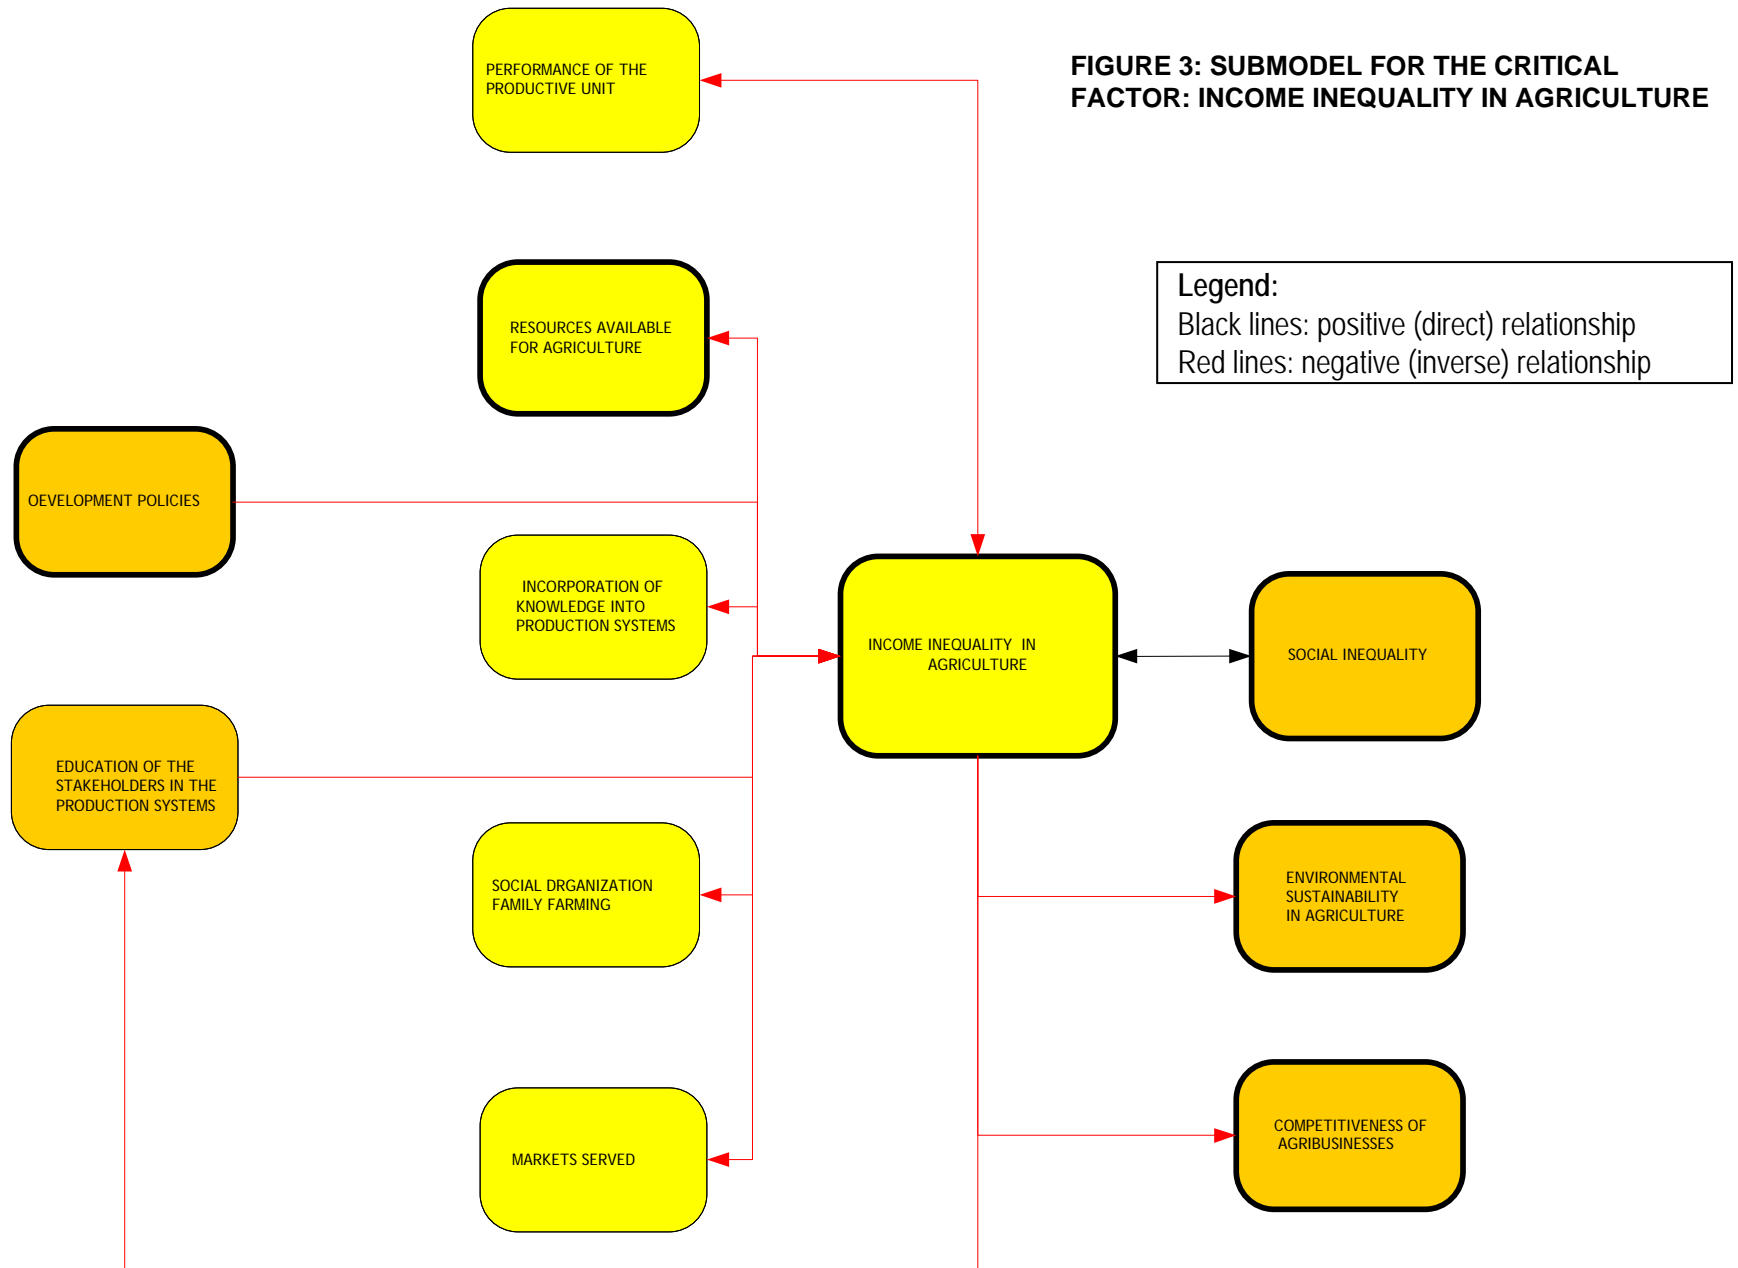 PERFORMANCE OF THE
PRODUCTIVE UNIT
FIGURE 3: SUBMODEL FOR THE CRITICAL
FACTOR: INCOME INEQUALITY IN AGRICULTURE
Legend:
Black lines: positive (direct) relationship
Red lines: negative (inverse) relationship
RESOURCES AVAILABLE
FOR AGRICULTURE
OEVELOPMENT POLICIES
INCORPORATION OF
KNOWLEDGE INTO
PRODUCTION SYSTEMS
INCOME INEQUALITY IN
AGRICULTURE
SOCIAL INEQUALITY
EDUCATION OF THE
STAKEHOLDERS IN THE
PRODUCTION SYSTEMS
SOCIAL DRGANIZATION
FAMILY FARMING
ENVIRONMENTAL
SUSTAINABILITY
IN AGRICULTURE
MARKETS SERVED
COMPETITIVENESS OF
AGRIBUSINESSES